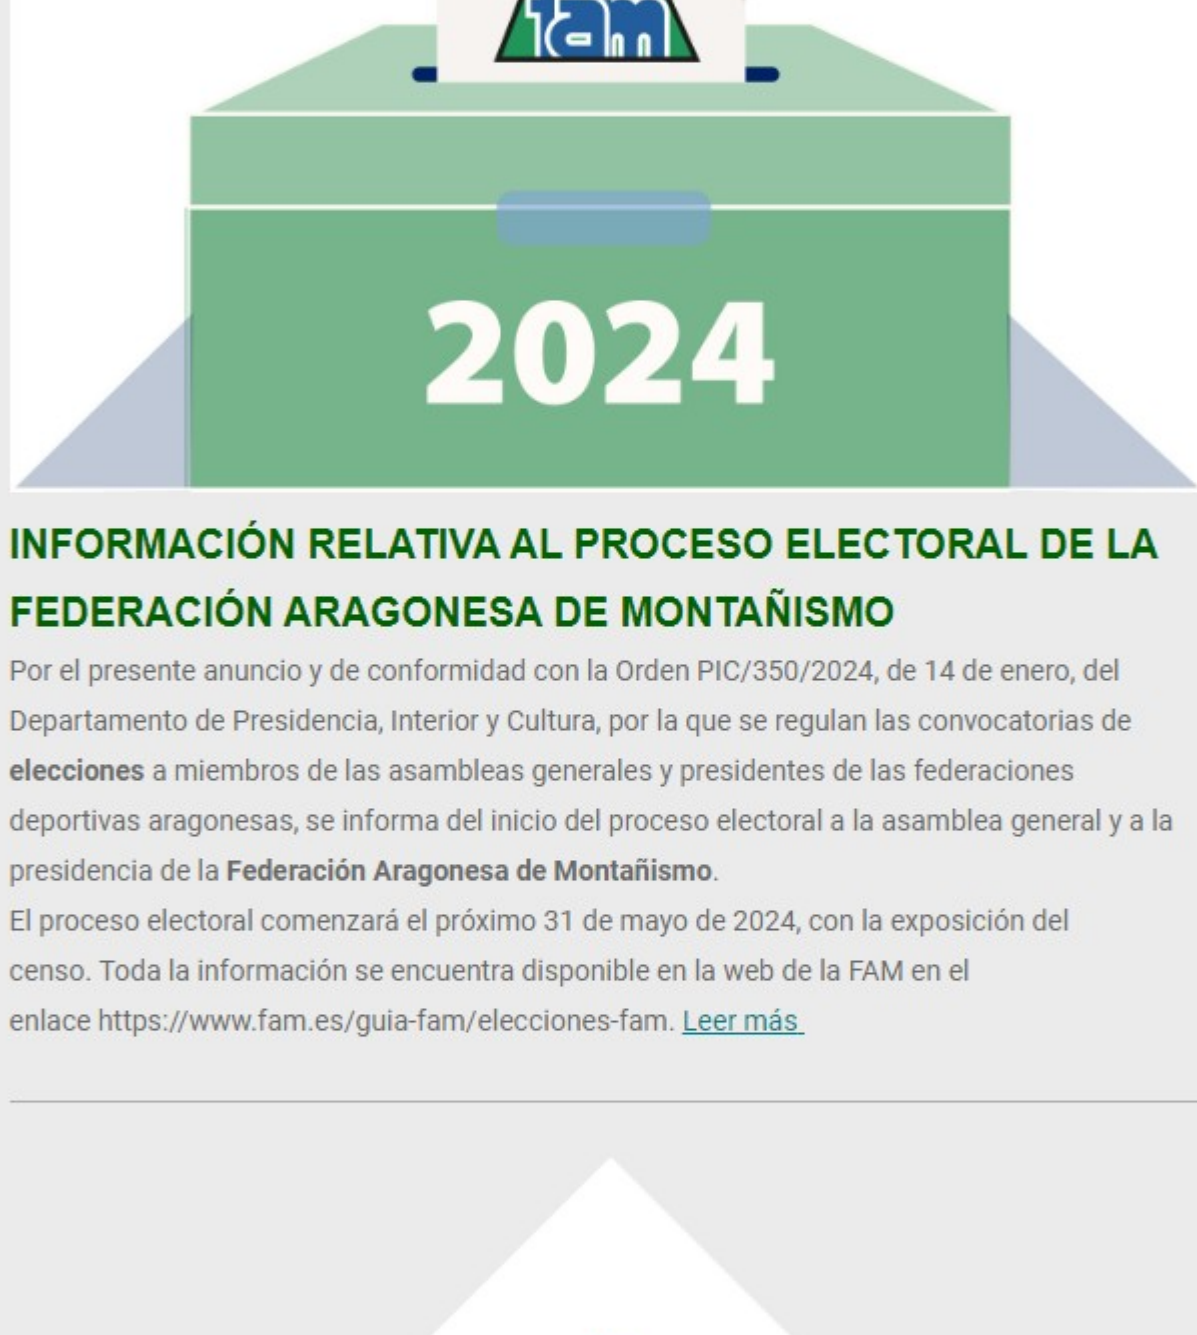 fam
2024
INFORMACIÓN RELATIVA AL PROCESO ELECTORAL DE LA
FEDERACIÓN ARAGONESA DE MONTAÑISMO
Por el presente anuncio y de conformidad con la Orden PIC/350/2024, de 14 de enero, del
Departamento de Presidencia, Interior y Cultura, por la que se regulan las convocatorias de
elecciones a miembros de las asambleas generales y presidentes de las federaciones
deportivas aragonesas, se informa del inicio del proceso electoral a la asamblea general y a la
presidencia de la Federación Aragonesa de Montañismo.
El proceso electoral comenzará el próximo 31 de mayo de 2024, con la exposición del
censo. Toda la información se encuentra disponible en la web de la FAM en el
enlace https://www.fam.es/guia-fam/elecciones-fam. Leer más